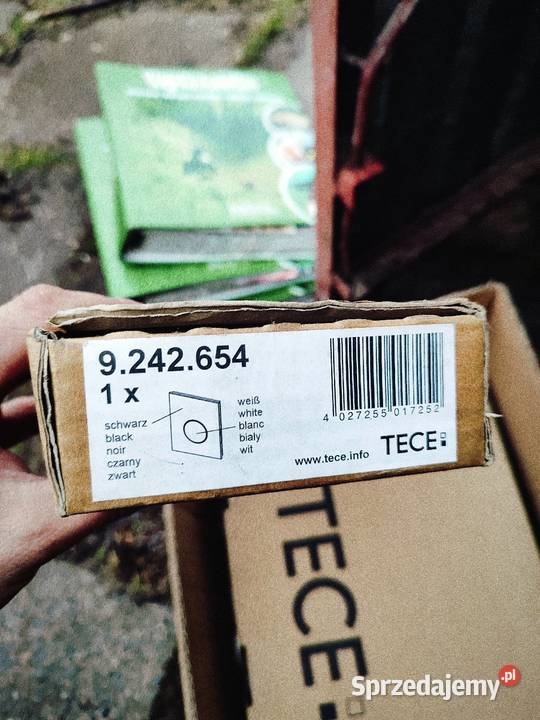 9.242.654
1 x
schwarz
black
noir
czarny
zwart
weiß
white
blanc
bialy
wit
4 027255 017252
www.tece.info
TECE
TECE
Sprzedajemy.pl